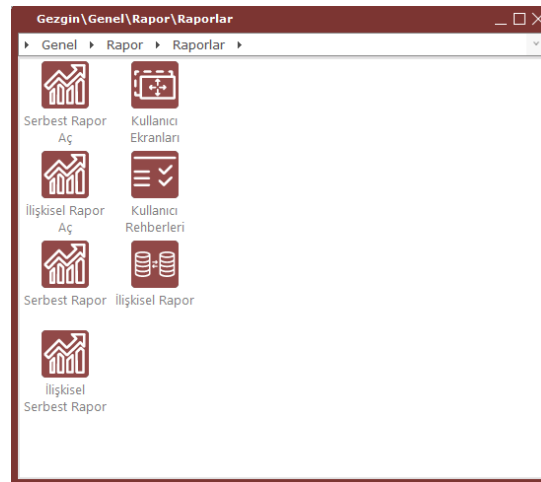 Gezgin\Genel\Rapor\Raporlar
Genel Rapor Raporlar
Serbest Rapor
Aç
Kullanıcı
Ekranları
İlişkisel Rapor
Aç
Kullanıcı
Rehberleri
Serbest Rapor
İlişkisel Rapor
İlişkisel
Serbest Rapor